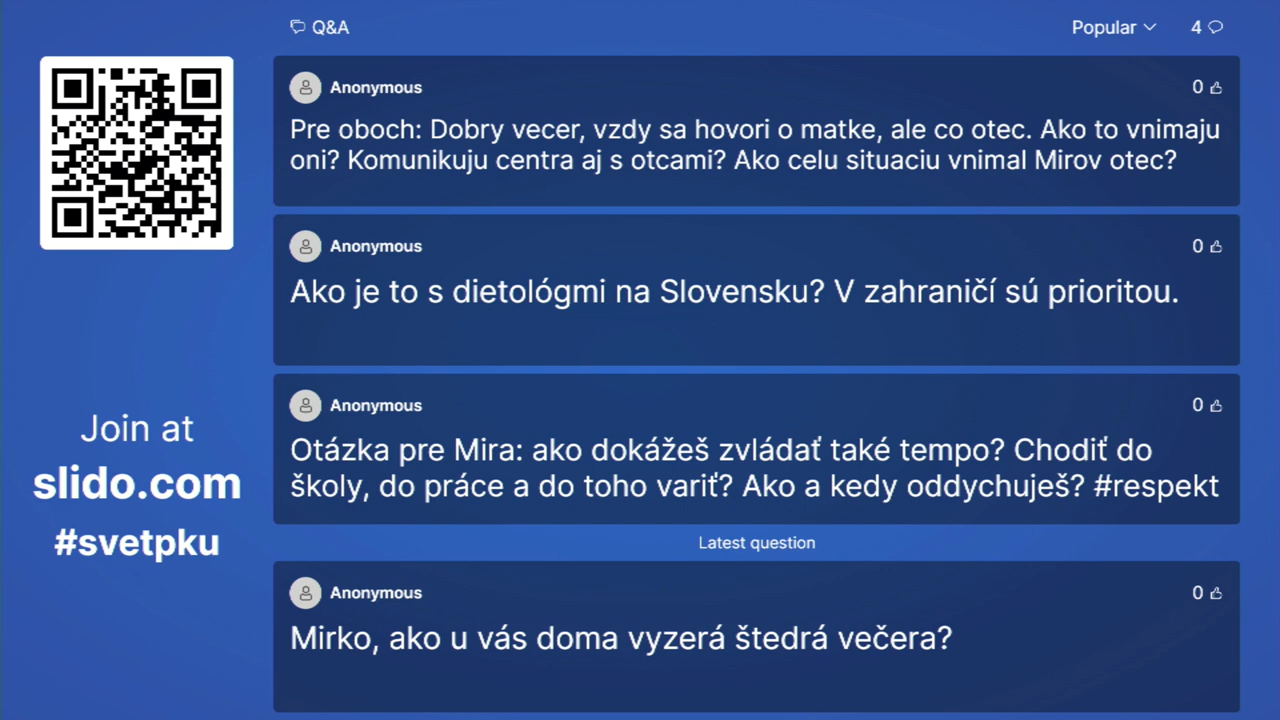 Q&A
Popular
4
Anonymous
0
Pre oboch: Dobry vecer, vzdy sa hovori o matke, ale co otec. Ako to vnimaju
oni? Komunikuju centra aj s otcami? Ako celu situaciu vnimal Mirov otec?
Anonymous
0
Ako je to s dietológmi na Slovensku? V zahraničí sú prioritou.
Anonymous
0
Otázka pre Mira: ako dokážeš zvládať také tempo? Chodiť do
školy, do práce a do toho variť? Ako a kedy oddychuješ? #respekt
Latest question
Anonymous
0
Mirko, ako u vás doma vyzerá štedrá večera?
Join at
slido.com
#svetpku